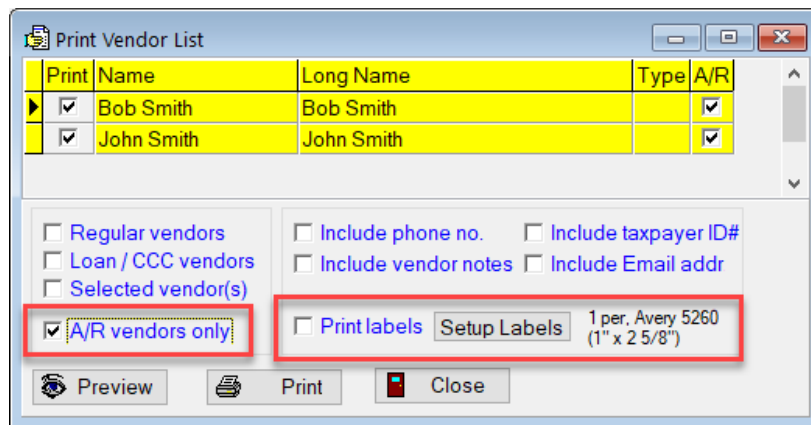 Print Vendor List
Print Name Long Name Type A/R
Bob Smith Bob Smith
John Smith John Smith
Regular vendors
Loan / CCC vendors
Selected vendor(s)
A/R vendors only
Include phone no. Include taxpayer ID#
Include vendor notes Include Email addr
Print labels Setup Labels 1 per, Avery 5260
(1" x 2 5/8")
Preview Print Close